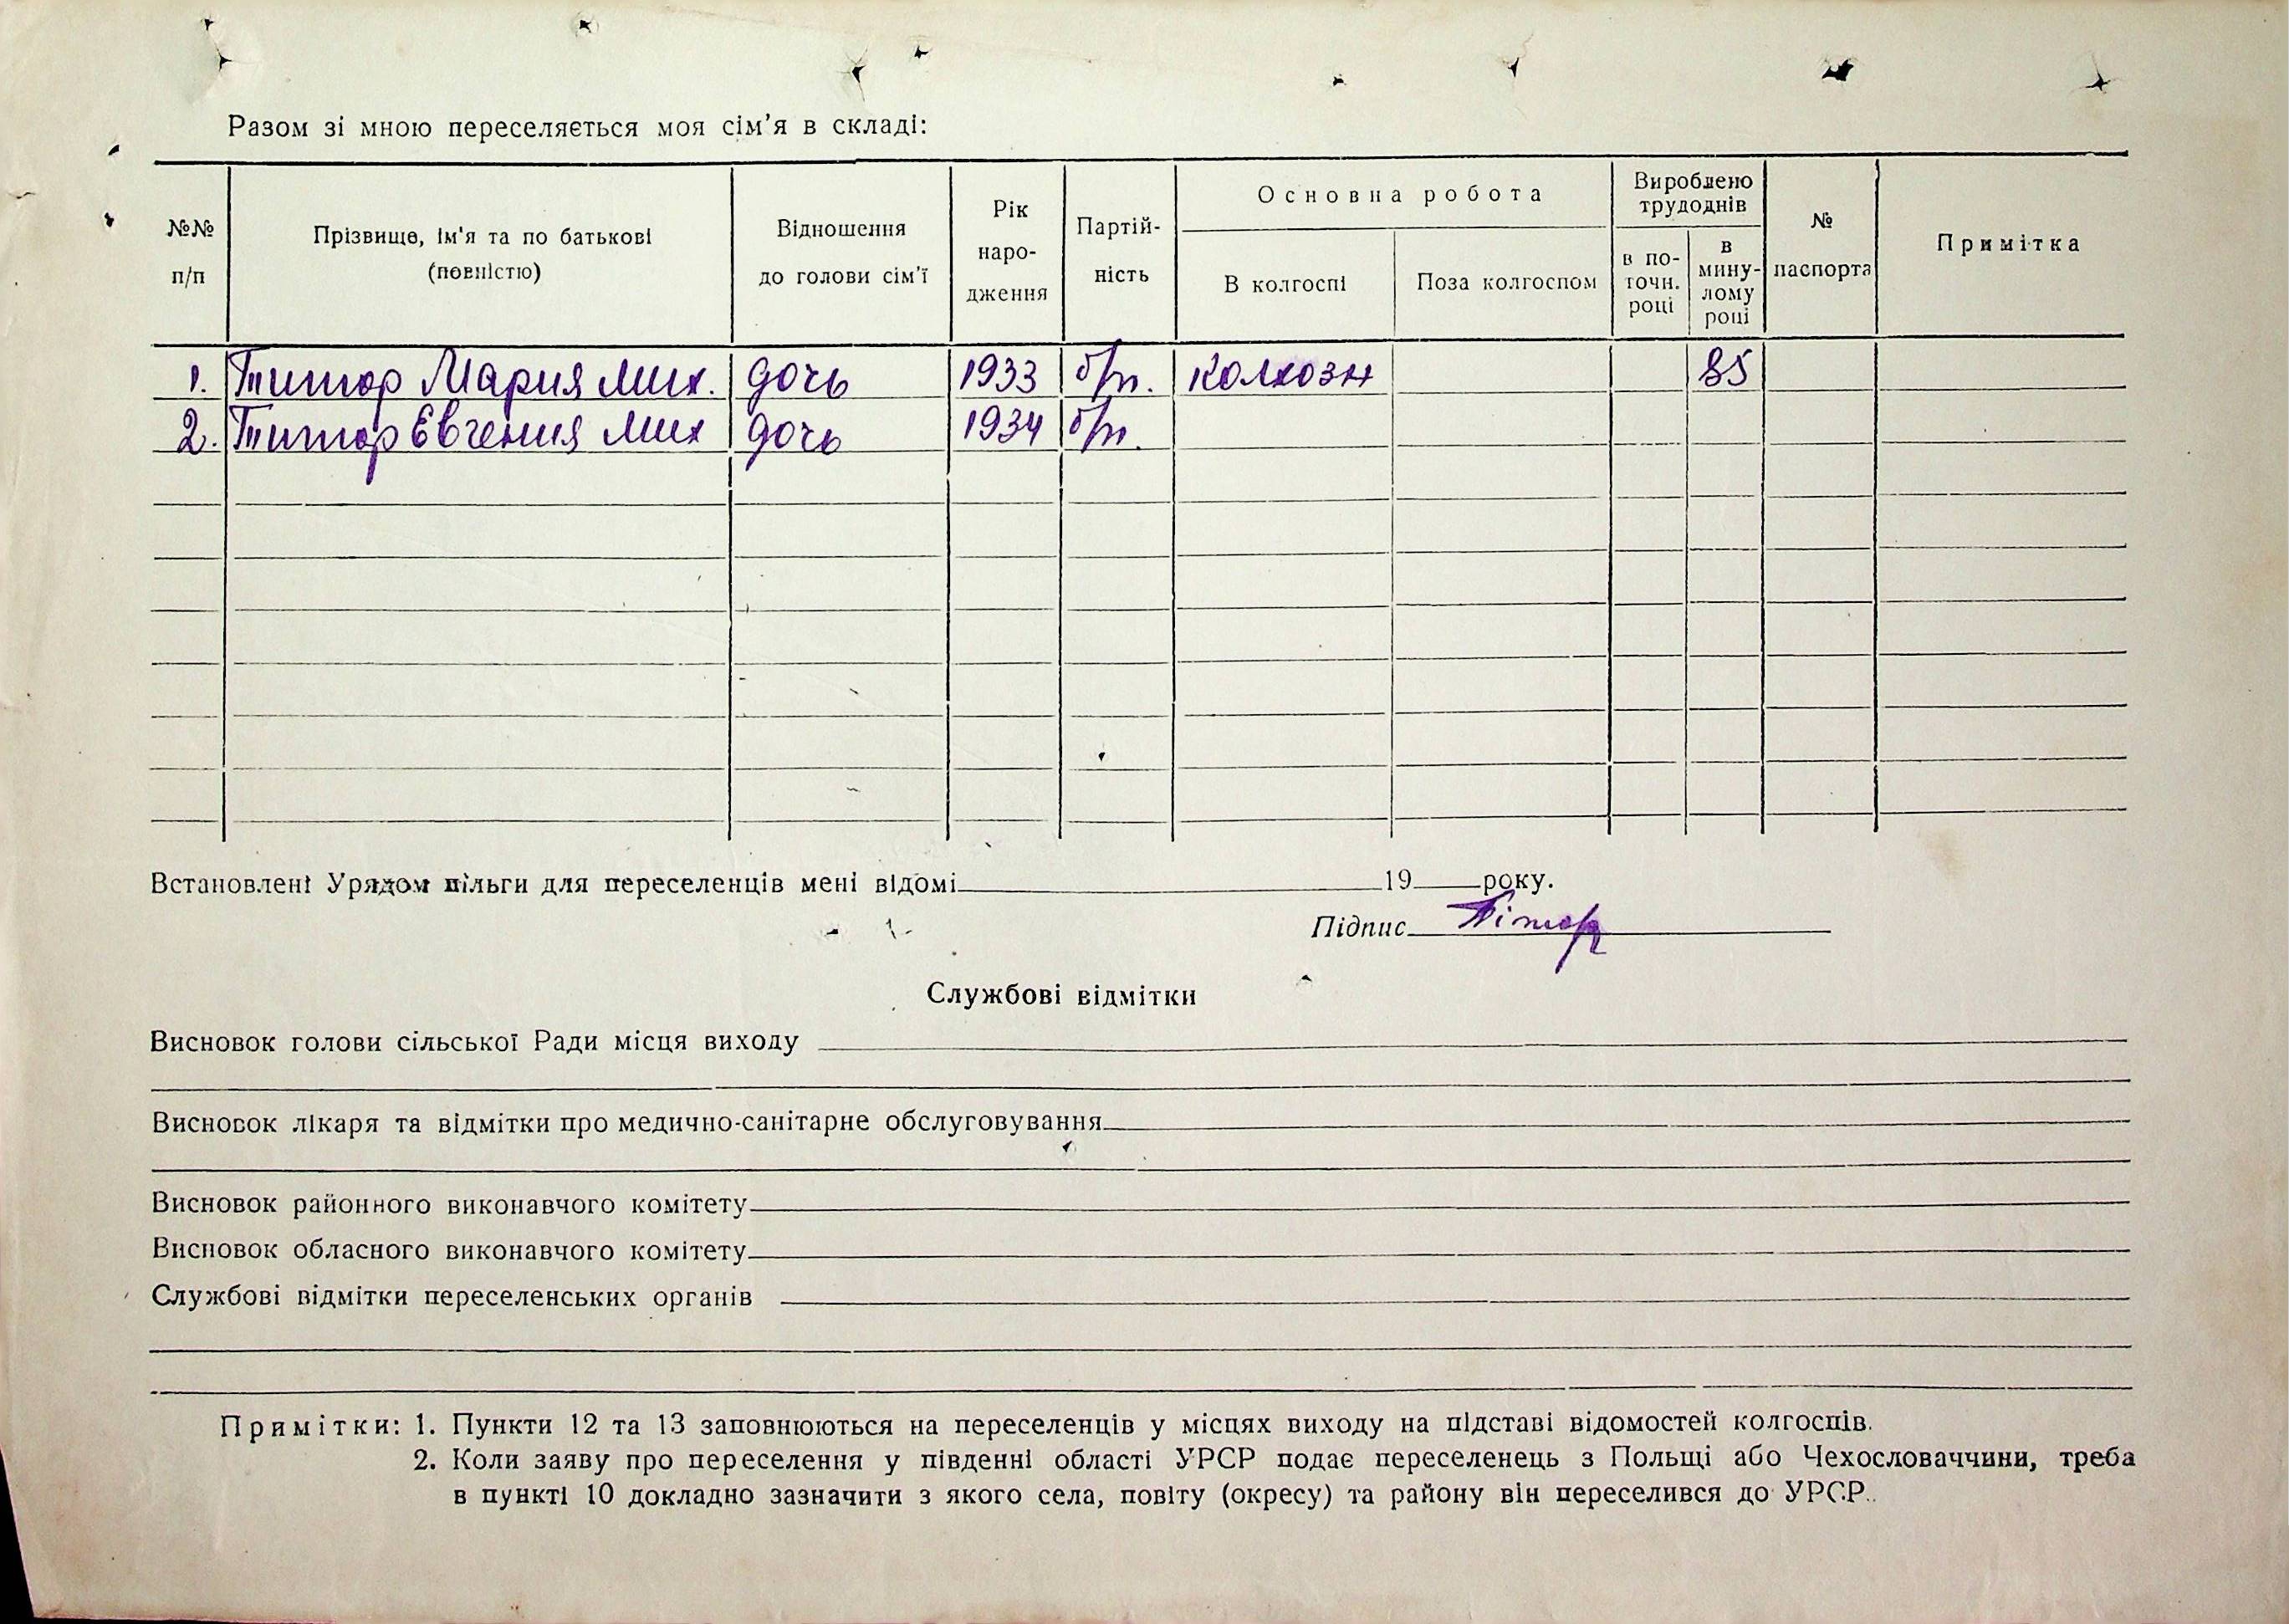 Разом зі мною переселяється моя сім’я в складі:
№№ п/п
Прізвище, ім'я та по батькові (повністю)
Відношення до голови сім’ї
Рік народження
Партійність
Основна робота
В колгоспі
Поза колгоспом
Вироблено трудоднів
в поточн. році
в минулому році
№ паспорта
Примітка
1. Титор Мария Мих. дочь 1933 б/п. колхозн 85
2. Титор Євгения Мих дочь 1934 б/п.
Встановлені Урядом пільги для переселенців мені відомі 19 року.
Підпис Тітор
Службові відмітки
Висновок голови сільської Ради місця виходу
Висновок лікаря та відмітки про медично-санітарне обслуговування
Висновок районного виконавчого комітету
Висновок обласного виконавчого комітету
Службові відмітки переселенських органів
Примітки: 1. Пункти 12 та 13 заповнюються на переселенців у місцях виходу на підставі відомостей колгоспів.
2. Коли заяву про переселення у південні області УРСР подає переселенець з Польщі або Чехословаччини, треба
в пункті 10 докладно зазначити з якого села, повіту (округу) та району він переселився до УРСР.